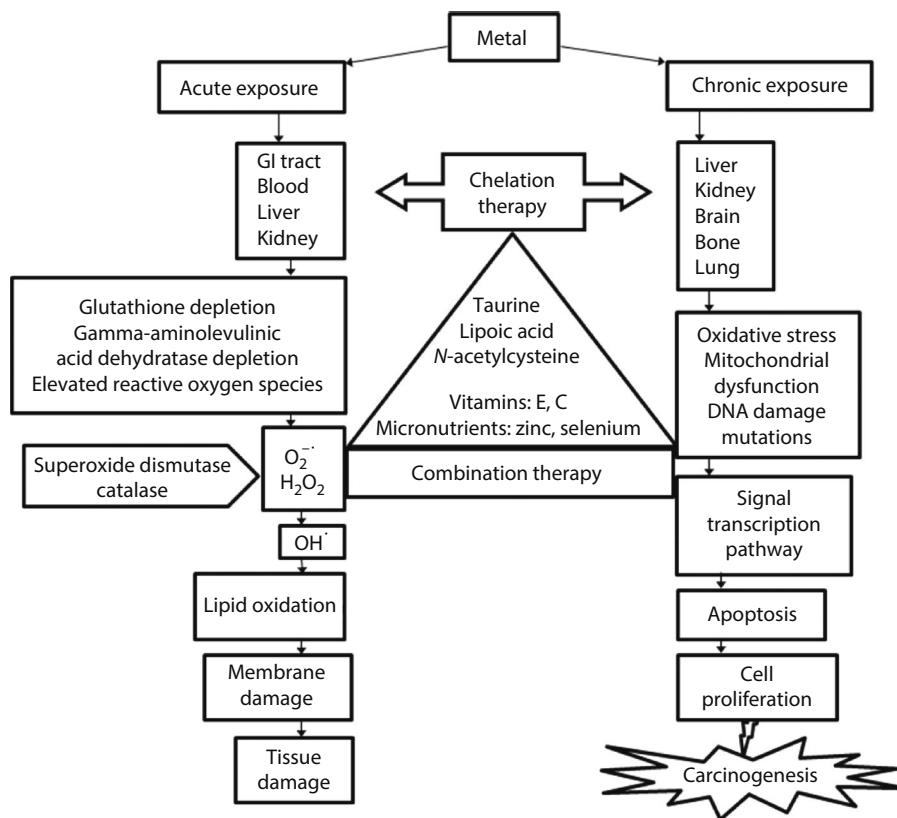 Metal
Acute exposure
Chronic exposure
GI tract
Blood
Liver
Kidney
Chelation
therapy
Liver
Kidney
Brain
Bone
Lung
Glutathione depletion
Gamma-aminolevulinic
acid dehydratase depletion
Elevated reactive oxygen species
Taurine
Lipoic acid
N-acetylcysteine
Vitamins: E, C
Micronutrients: zinc, selenium
Oxidative stress
Mitochondrial
dysfunction
DNA damage
mutations
Superoxide dismutase
catalase
O₂⁻˙
H₂O₂
Combination therapy
Signal
transcription
pathway
OH˙
Lipid oxidation
Apoptosis
Membrane
damage
Cell
proliferation
Tissue
damage
Carcinogenesis